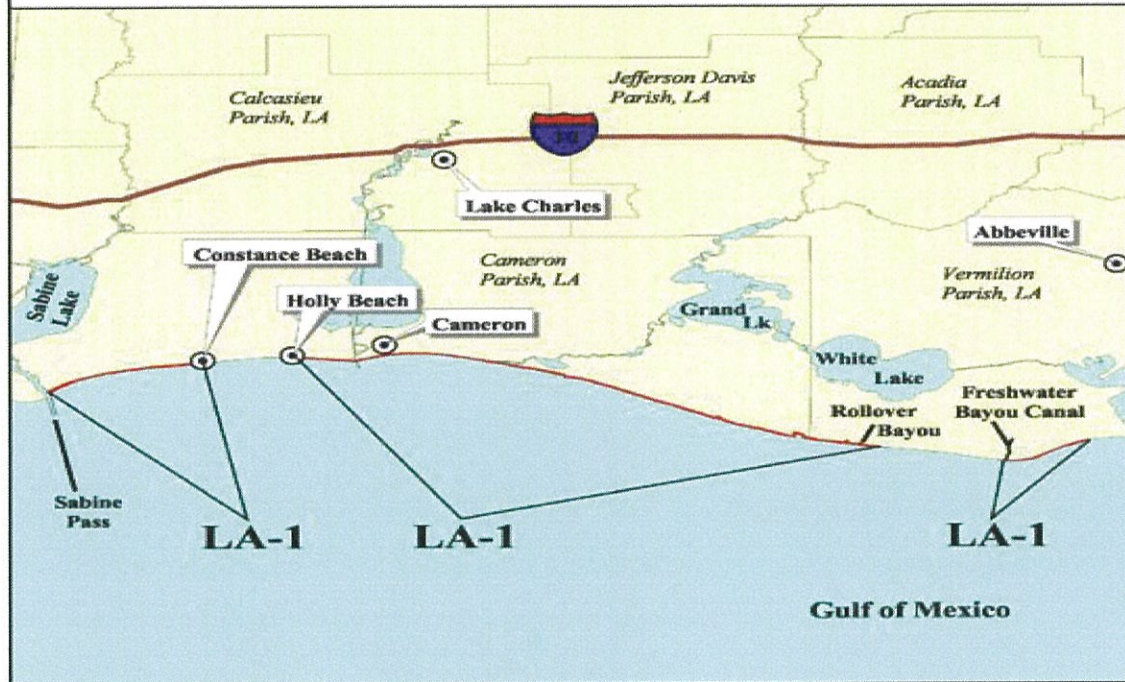 Calcasieu
Parish, LA
Jefferson Davis
Parish, LA
Acadia
Parish, LA
10
Lake Charles
Constance Beach
Abbeville
Cameron
Parish, LA
Vermilion
Parish, LA
Sabine
Lake
Holly Beach
Cameron
Grand
Lk
White
Lake
Rollover
Bayou
Freshwater
Bayou Canal
Sabine
Pass
LA-1
LA-1
LA-1
Gulf of Mexico